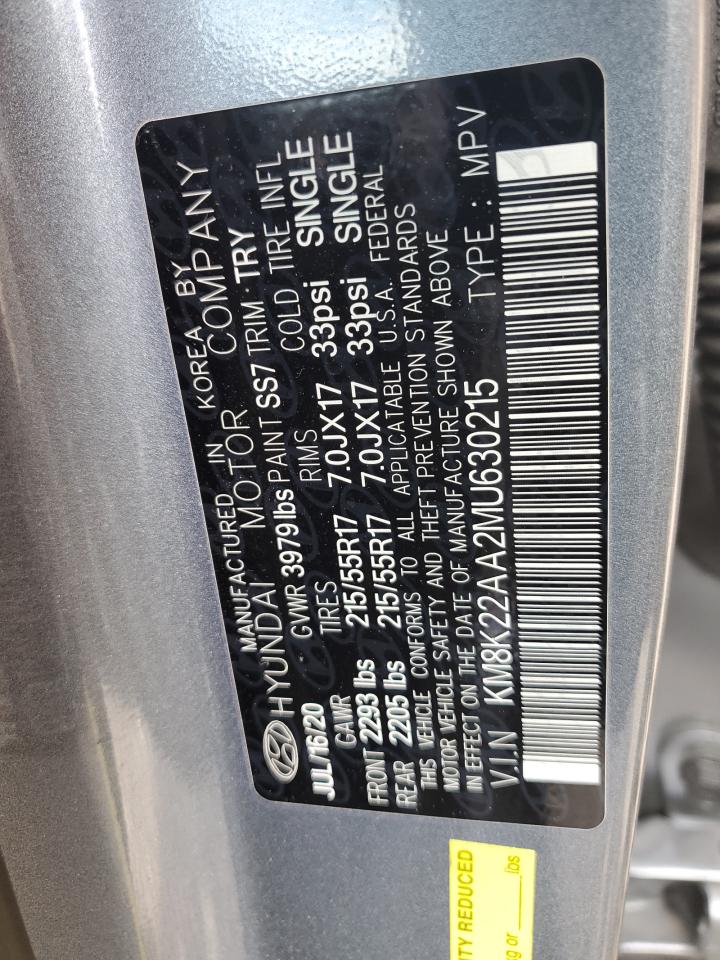 MANUFACTURED IN KOREA BY
HYUNDAI MOTOR COMPANY
JUL/16/20 GVWR 3979 lbs PAINT SS7 TRIM : TRY
GAWR TIRES RIMS COLD TIRE INFL
FRONT 2293 lbs 215/55R17 7.0JX17 33psi SINGLE
REAR 2205 lbs 215/55R17 7.0JX17 33psi SINGLE
THIS VEHICLE CONFORMS TO ALL APPLICATABLE U.S.A. FEDERAL
MOTOR VEHICLE SAFETY AND THEFT PREVENTION STANDARDS
IN EFFECT ON THE DATE OF MANUFACTURE SHOWN ABOVE
V.I.N KM8K22AA2MU630215 TYPE : MPV
ITY REDUCED
kg or ____lbs